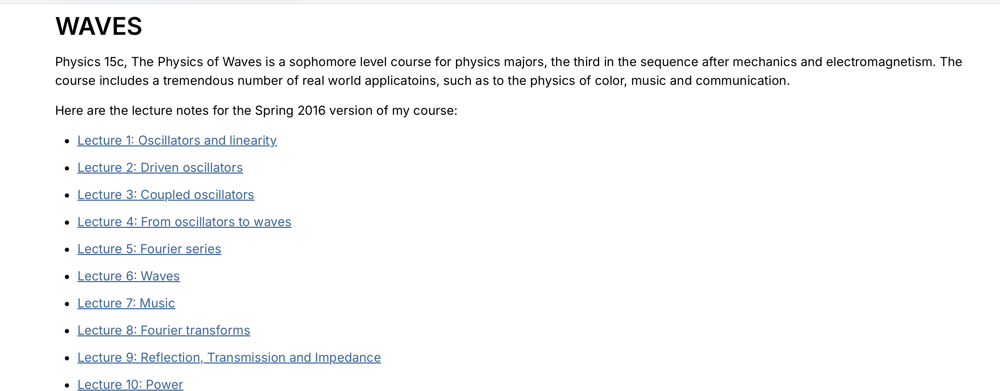 WAVES
Physics 15c, The Physics of Waves is a sophomore level course for physics majors, the third in the sequence after mechanics and electromagnetism. The
course includes a tremendous number of real world applicatoins, such as to the physics of color, music and communication.
Here are the lecture notes for the Spring 2016 version of my course:
• Lecture 1: Oscillators and linearity
• Lecture 2: Driven oscillators
• Lecture 3: Coupled oscillators
• Lecture 4: From oscillators to waves
• Lecture 5: Fourier series
• Lecture 6: Waves
• Lecture 7: Music
• Lecture 8: Fourier transforms
• Lecture 9: Reflection, Transmission and Impedance
• Lecture 10: Power